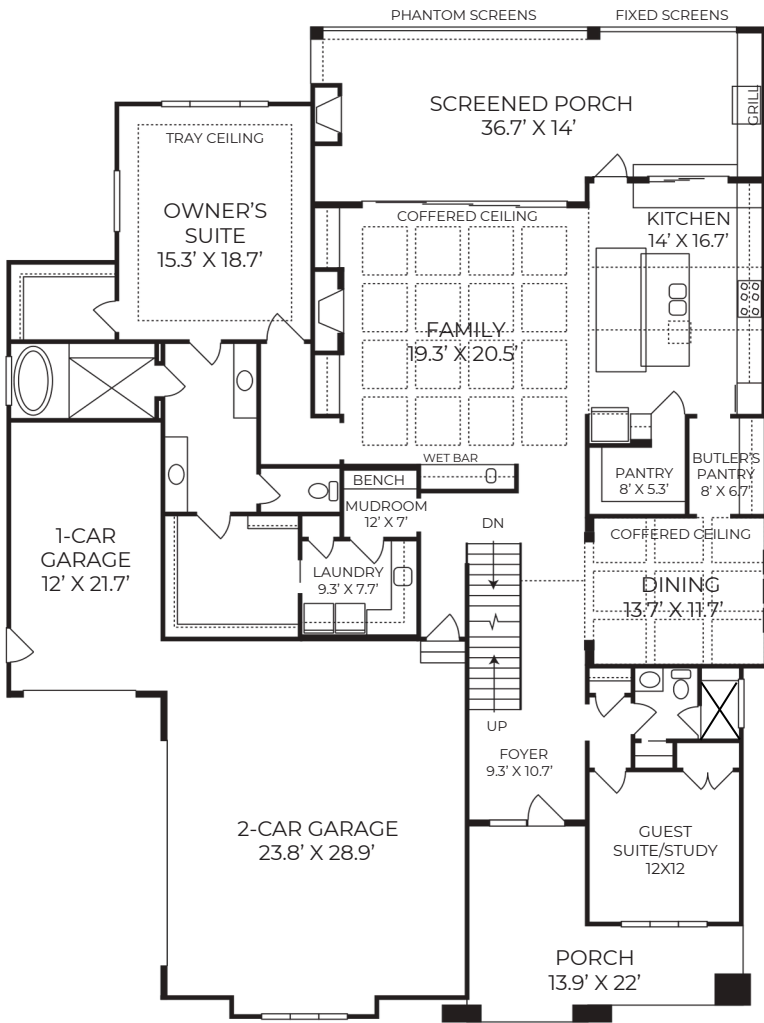 PHANTOM SCREENS
FIXED SCREENS
SCREENED PORCH
36.7’ X 14’
GRILL
TRAY CEILING
OWNER’S
SUITE
15.3’ X 18.7’
COFFERED CEILING
KITCHEN
14’ X 16.7’
FAMILY
19.3’ X 20.5’
WET BAR
BENCH
MUDROOM
12’ X 7’
PANTRY
8’ X 5.3’
BUTLER’S
PANTRY
8’ X 6.7’
1-CAR
GARAGE
12’ X 21.7’
DN
COFFERED CEILING
LAUNDRY
9.3’ X 7.7’
DINING
13.7’ X 11.7’
UP
FOYER
9.3’ X 10.7’
2-CAR GARAGE
23.8’ X 28.9’
GUEST
SUITE/STUDY
12X12
PORCH
13.9’ X 22’